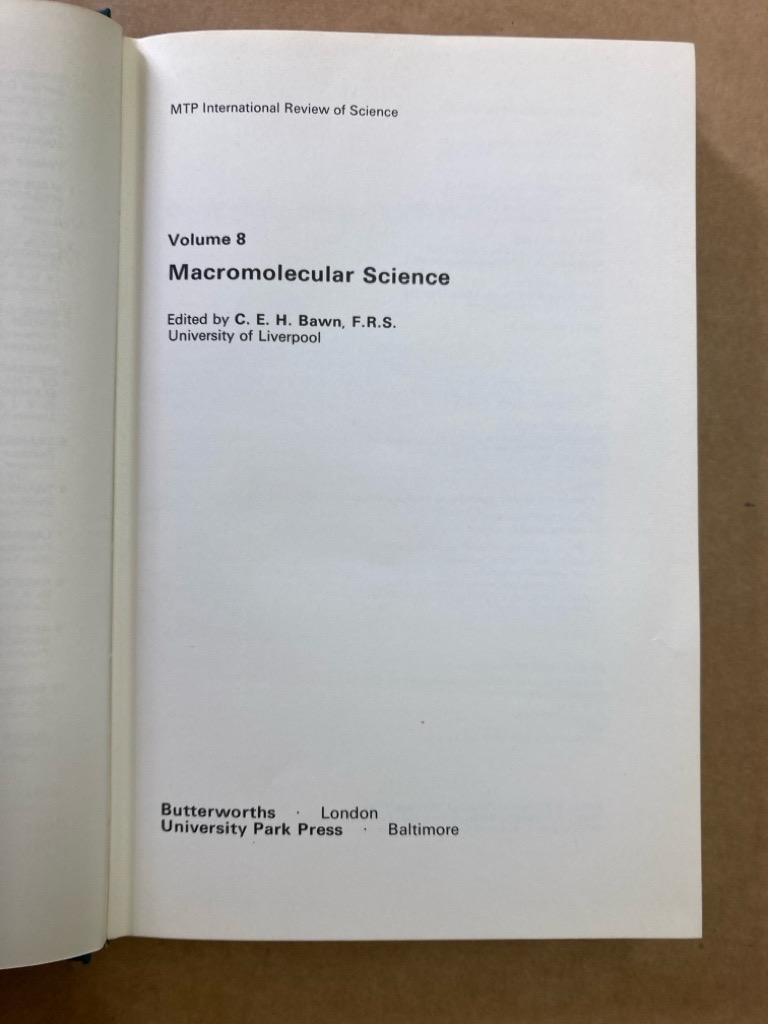 MTP International Review of Science
Volume 8
Macromolecular Science
Edited by C. E. H. Bawn, F.R.S.
University of Liverpool
Butterworths · London
University Park Press · Baltimore